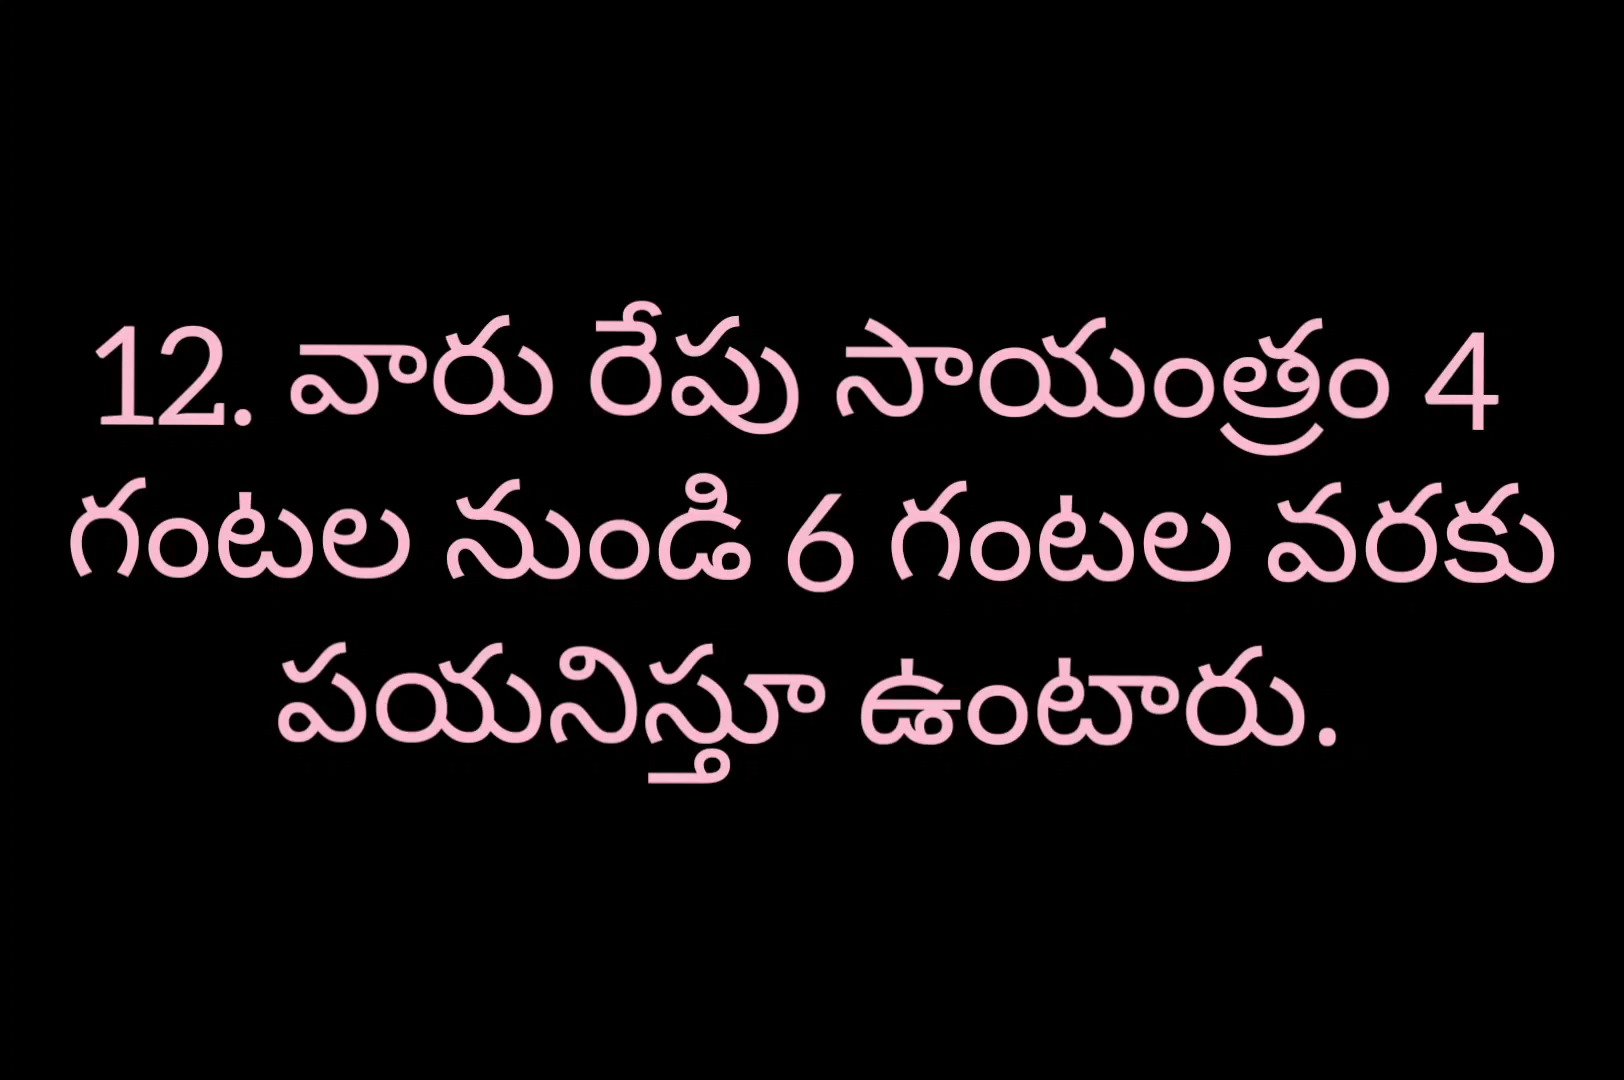 12. వారు రేపు సాయంత్రం 4
గంటల నుండి 6 గంటల వరకు
పయనిస్తూ ఉంటారు.